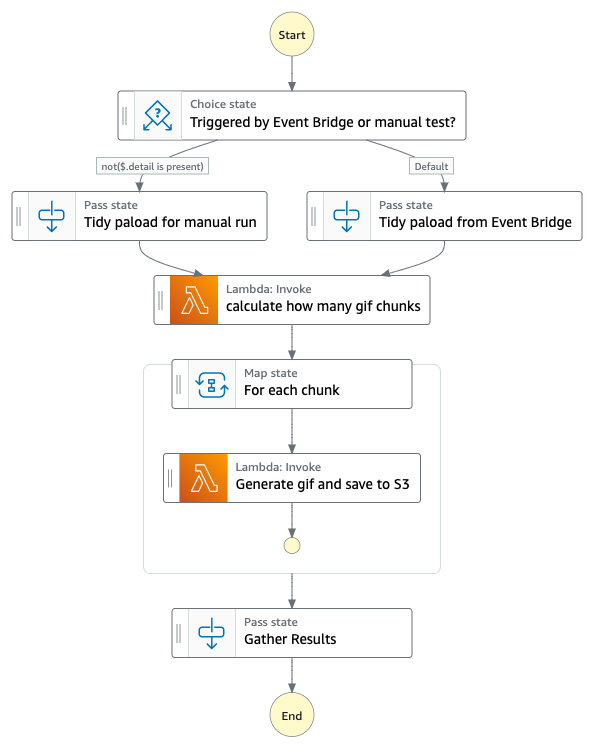 Start
Choice state
Triggered by Event Bridge or manual test?
not($.detail is present)
Default
Pass state
Tidy paload for manual run
Pass state
Tidy paload from Event Bridge
Lambda: Invoke
calculate how many gif chunks
Map state
For each chunk
Lambda: Invoke
Generate gif and save to S3
Pass state
Gather Results
End